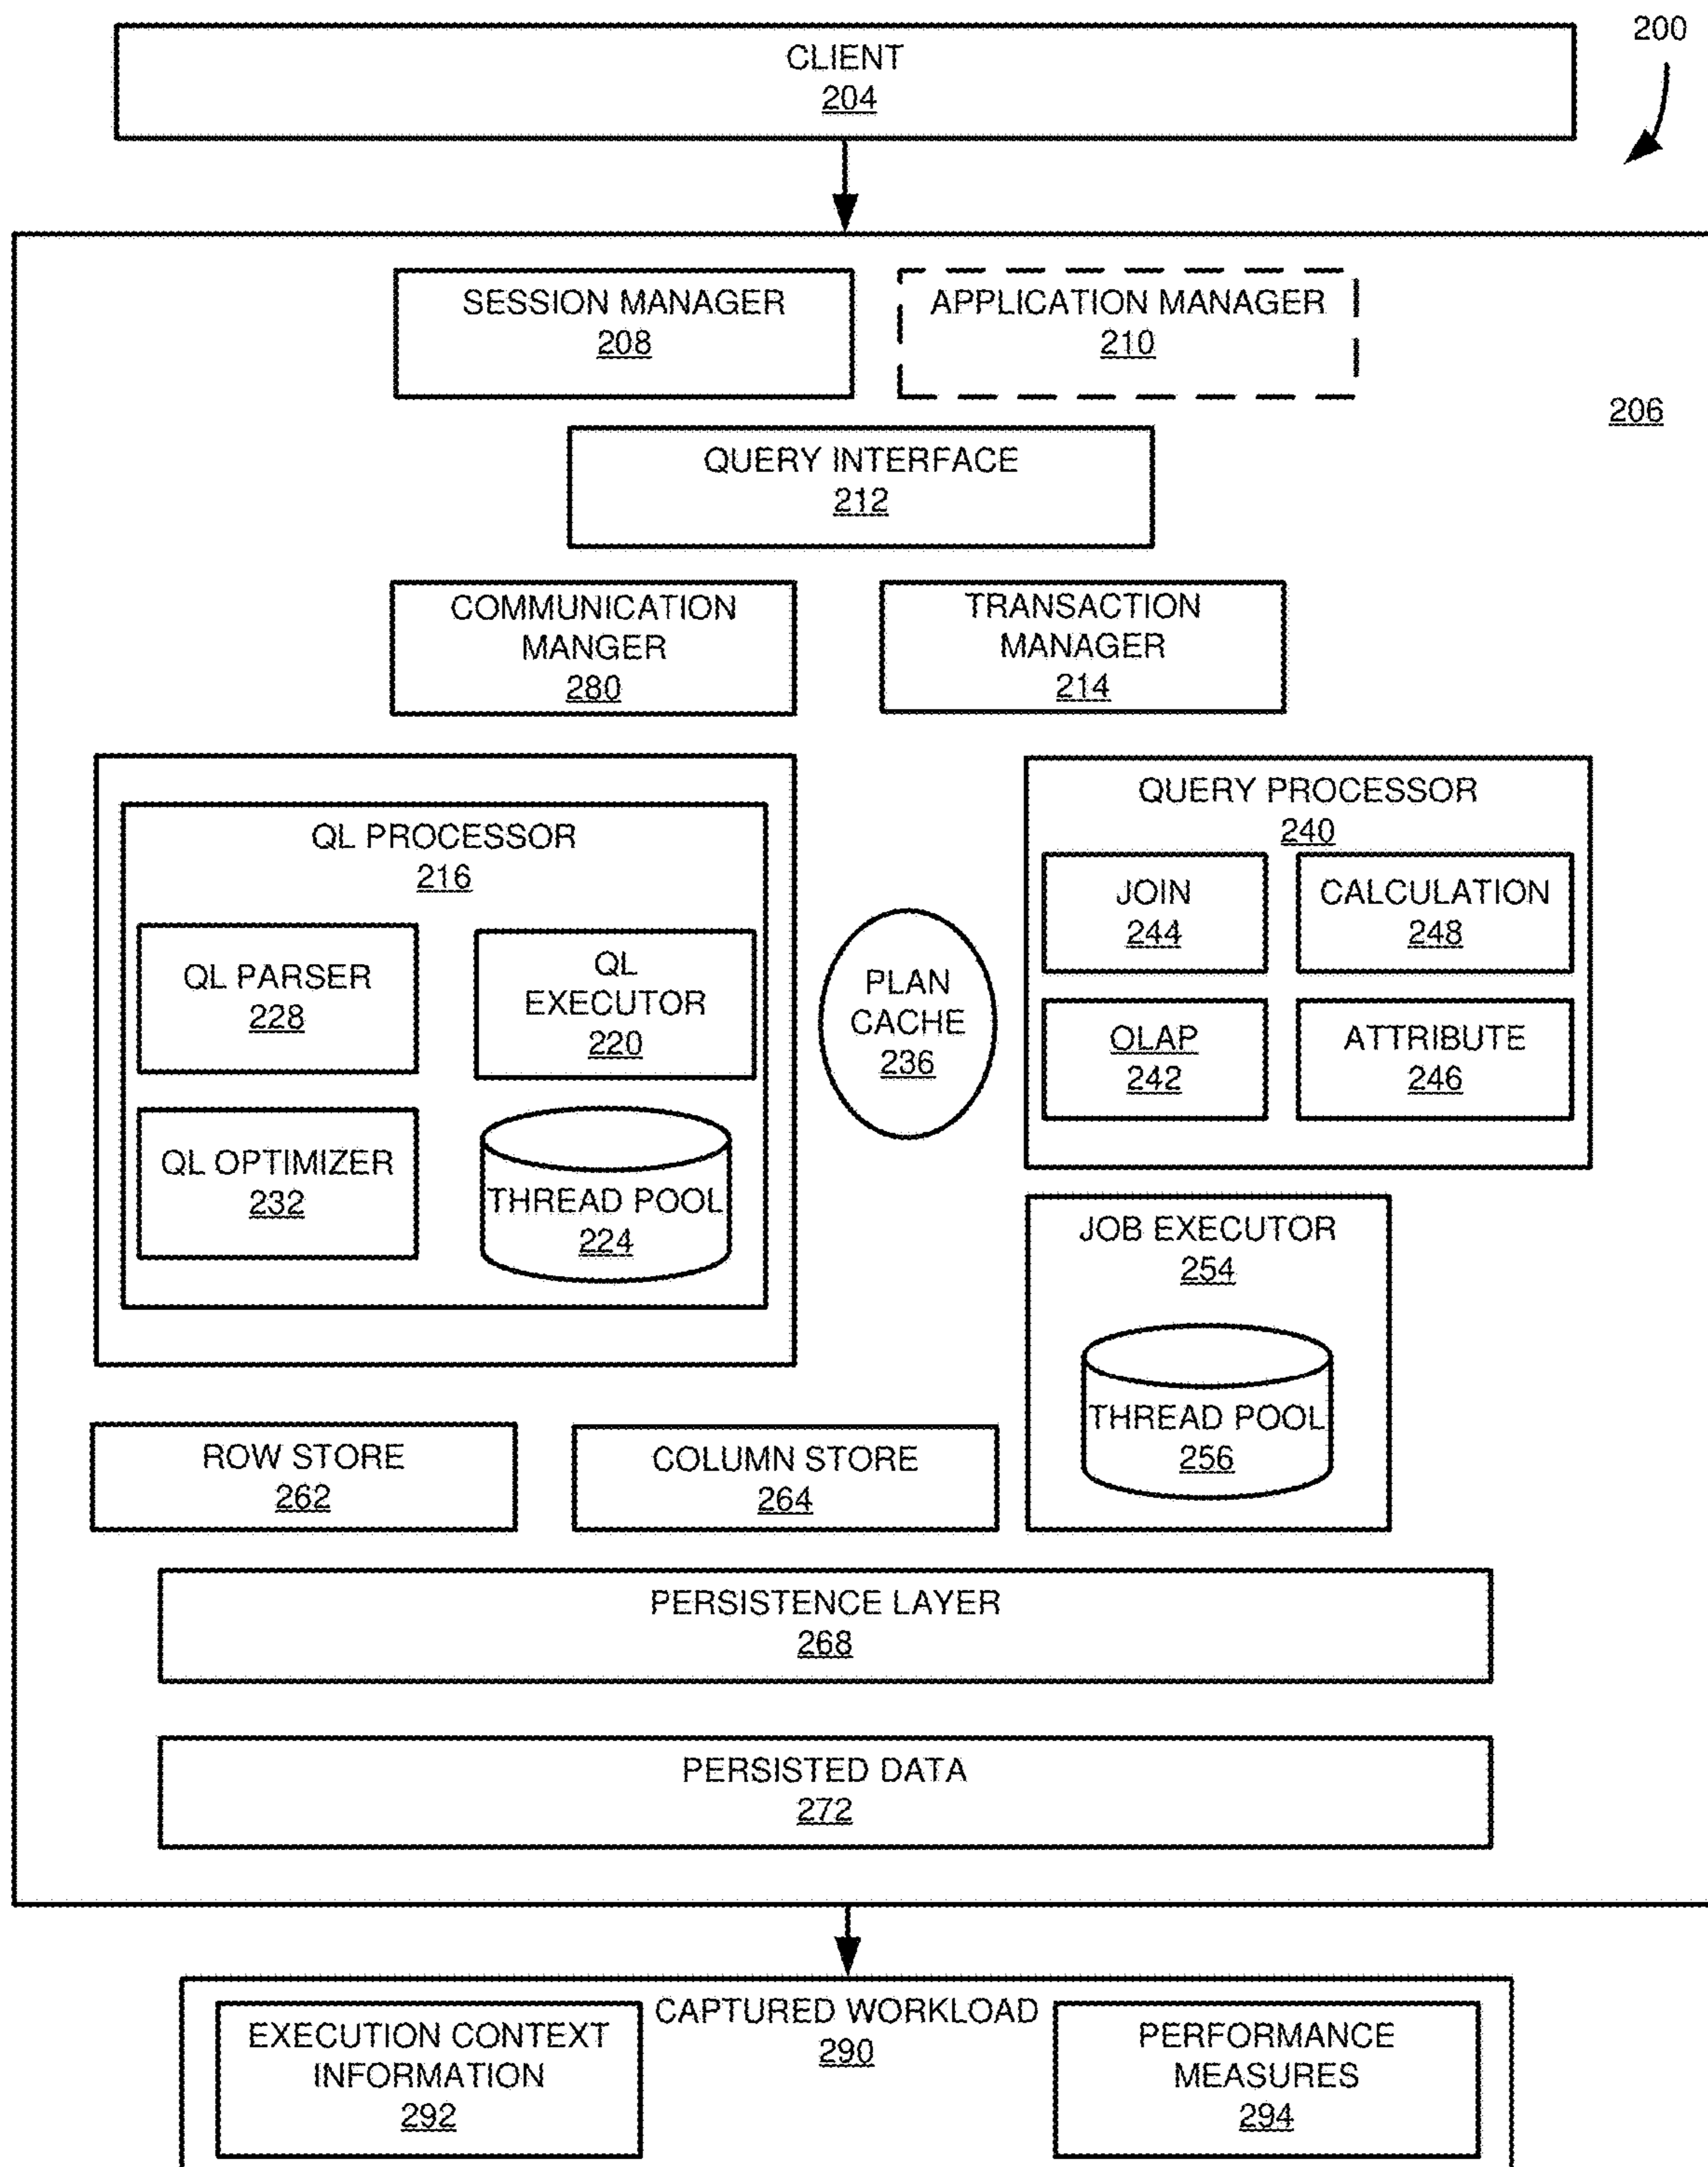 200
CLIENT
204
SESSION MANAGER
208
APPLICATION MANAGER
210
206
QUERY INTERFACE
212
COMMUNICATION
MANGER
280
TRANSACTION
MANAGER
214
QL PROCESSOR
216
QL PARSER
228
QL
EXECUTOR
220
QL OPTIMIZER
232
THREAD POOL
224
PLAN
CACHE
236
QUERY PROCESSOR
240
JOIN
244
CALCULATION
248
OLAP
242
ATTRIBUTE
246
JOB EXECUTOR
254
THREAD POOL
256
ROW STORE
262
COLUMN STORE
264
PERSISTENCE LAYER
268
PERSISTED DATA
272
CAPTURED WORKLOAD
290
EXECUTION CONTEXT
INFORMATION
292
PERFORMANCE
MEASURES
294